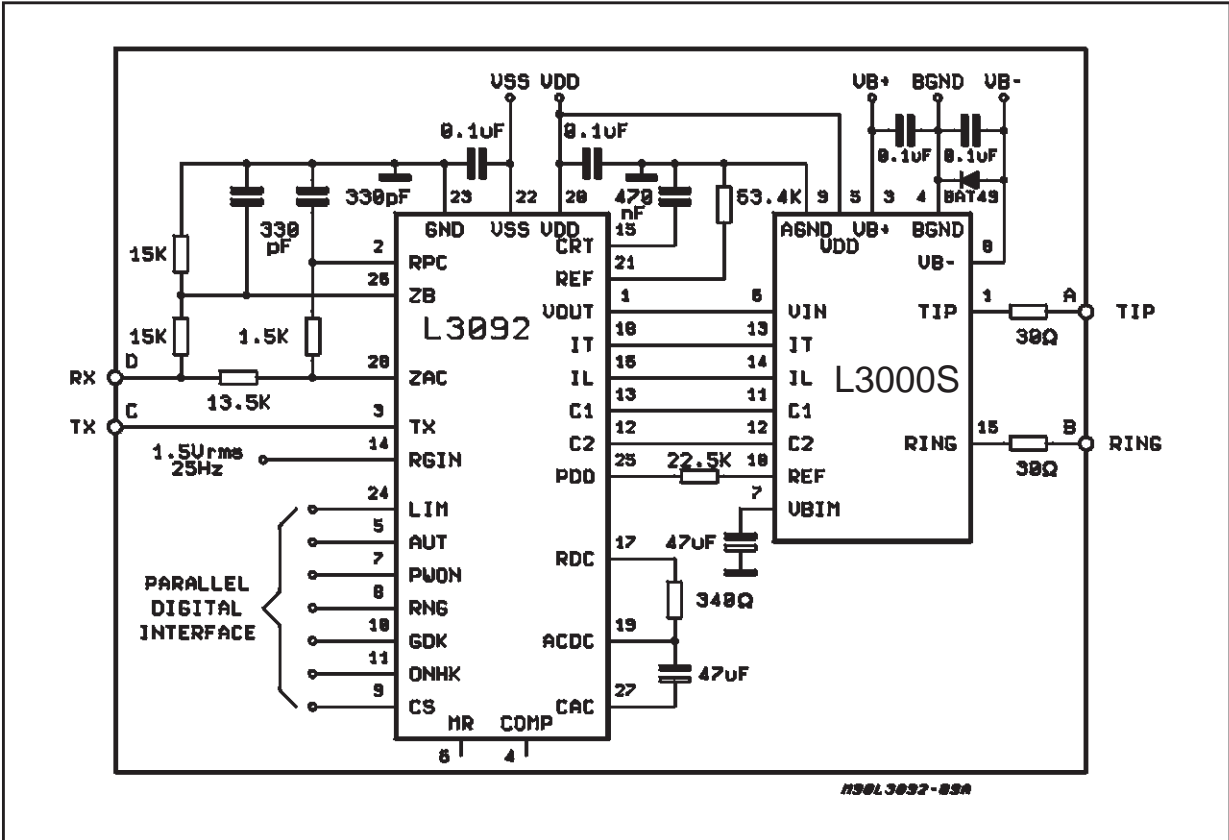 VSS VDD VB+ BGND VB-
0.1uF 0.1uF 0.1uF 0.1uF
330pF 23 22 20 470 nF 53.4K 9 5 3 4 BAT49
330 pF GND VSS VDD 15 AGND VDD VB+ BGND 8
15K 2 RPC CRT VB-
26 ZB REF 21
15K 1.5K L3092 VOUT 1 6 VIN TIP 1 30Ω A TIP
IT 18 13 IT
RX D 13.5K 28 ZAC IL 16 14 IL L3000S
C1 13 11 C1
TX C 3 TX C2 12 12 C2 RING 15 30Ω B RING
1.5Vrms 25Hz 14 RGIN PDO 25 22.5K 10 REF
24 LIM 7 VBIM
5 AUT RDC 17 47uF
7 PWON
PARALLEL
DIGITAL
INTERFACE
8 RNG 340Ω
10 GDK ACDC 19
11 ONHK 47uF
9 CS CAC 27
MR COMP
6 4
M90L3092-09A